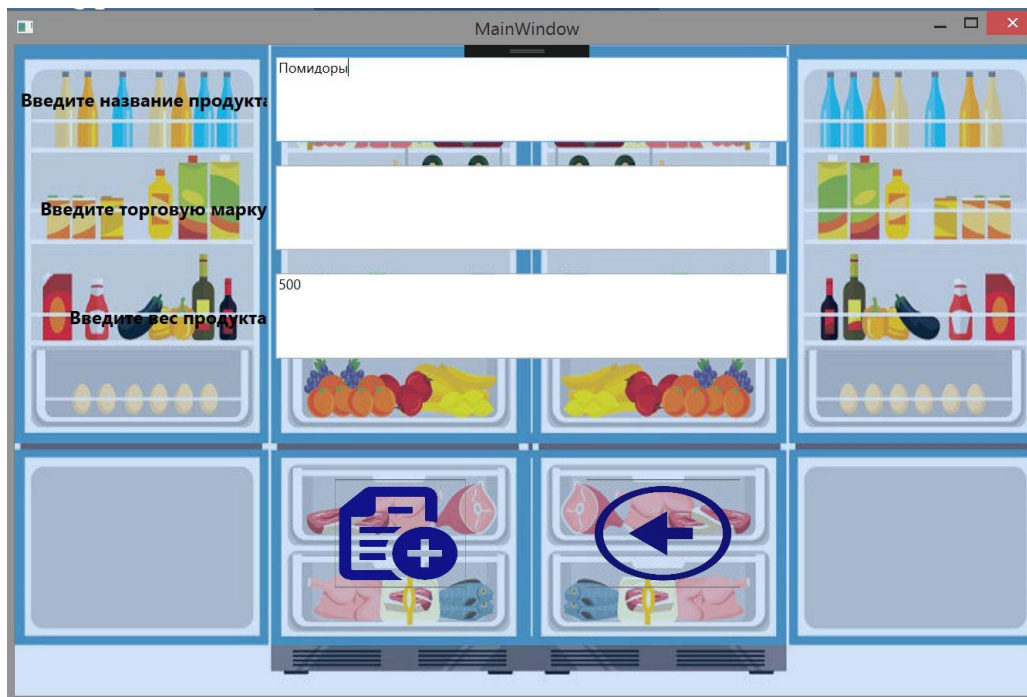 MainWindow
Введите название продукта
Помидоры
Введите торговую марку
Введите вес продукта
500